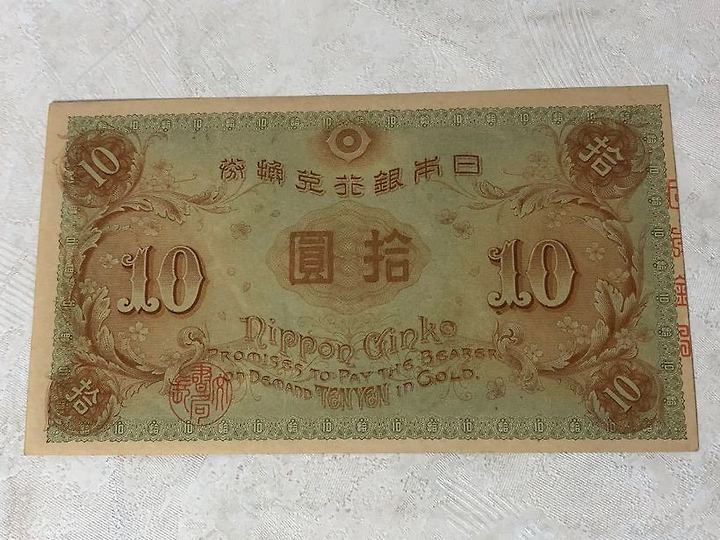 10
拾
日本銀行兌換券
10
拾圓
10
Nippon Ginko
PROMISES TO PAY THE BEARER
ON DEMAND TEN YEN IN GOLD.
拾
10